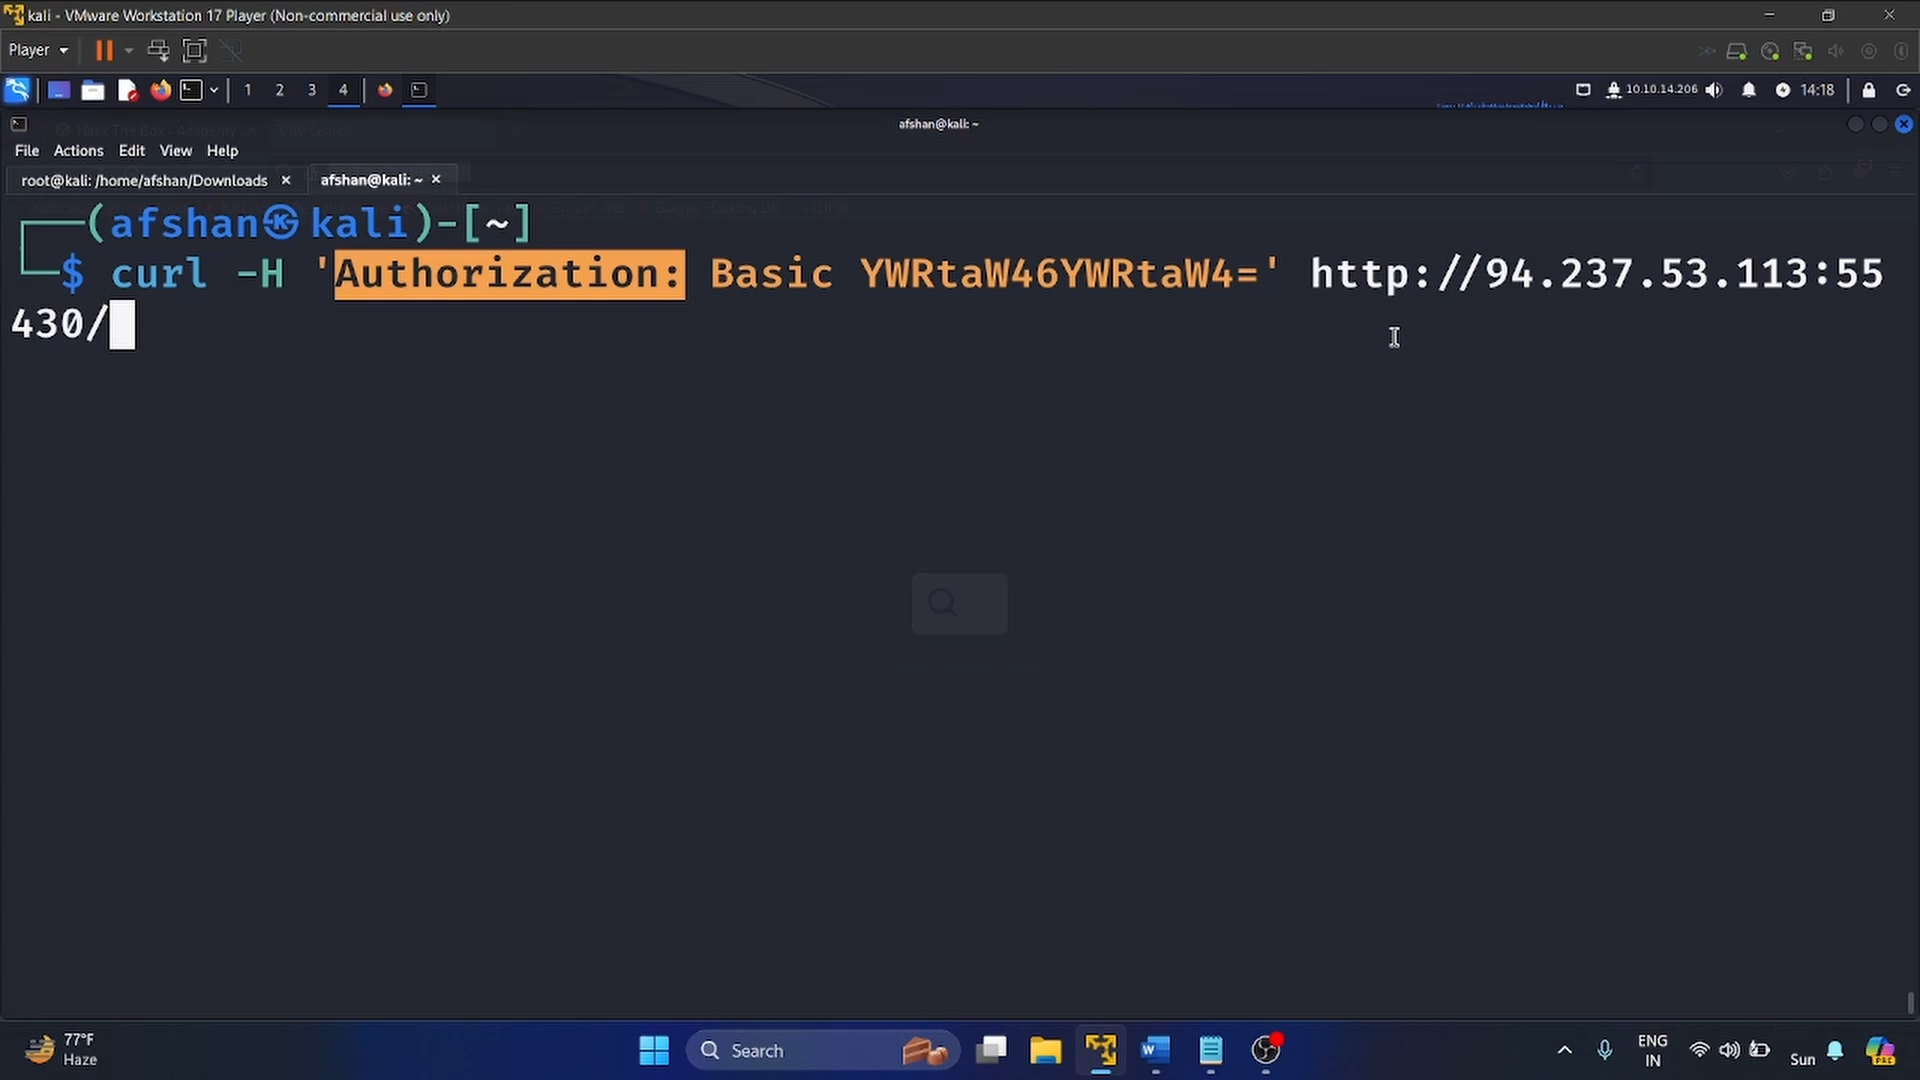 kali - VMware Workstation 17 Player (Non-commercial use only)
Player
1 2 3 4
10.10.14.206
14:18
afshan@kali: ~
File Actions Edit View Help
root@kali: /home/afshan/Downloads
afshan@kali: ~
(afshan㉿kali)-[~]
$ curl -H 'Authorization: Basic YWRtaW46YWRtaW4=' http://94.237.53.113:55
430/
77°F
Haze
Search
ENG
IN
Sun